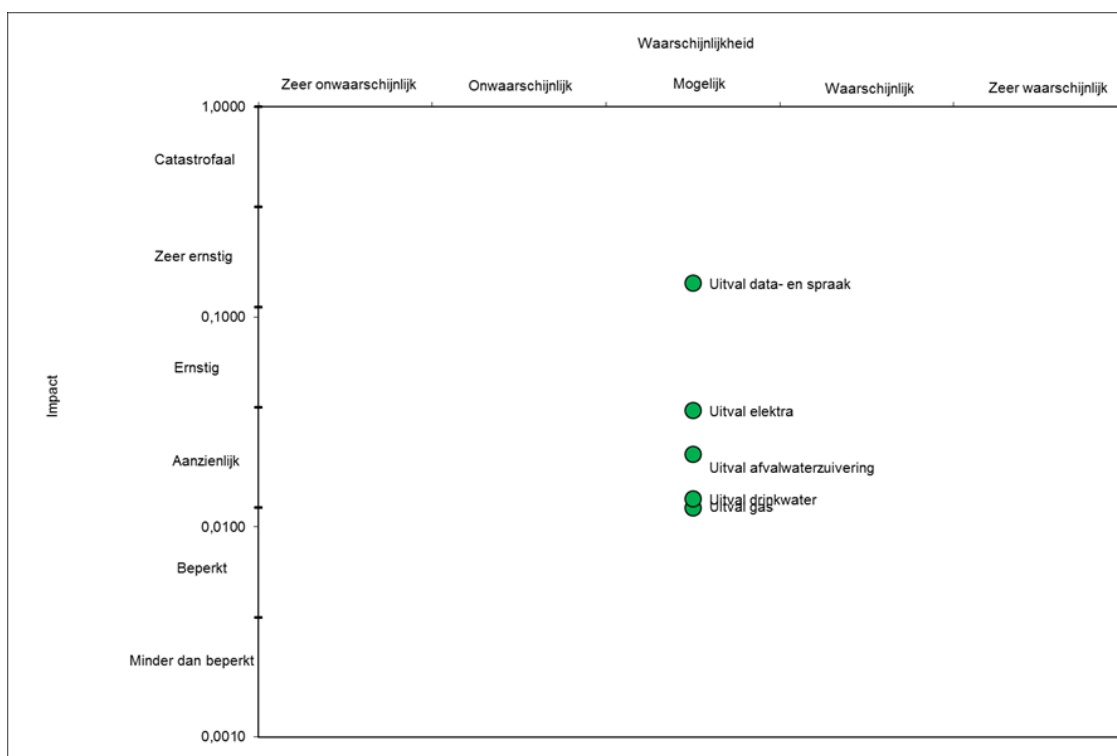 Waarschijnlijkheid
Zeer onwaarschijnlijk
Onwaarschijnlijk
Mogelijk
Waarschijnlijk
Zeer waarschijnlijk
1,0000
Catastrofaal
Zeer ernstig
Uitval data- en spraak
0,1000
Ernstig
Impact
Uitval elektra
Aanzienlijk
Uitval afvalwaterzuivering
Uitval drinkwater
Uitval gas
0,0100
Beperkt
Minder dan beperkt
0,0010